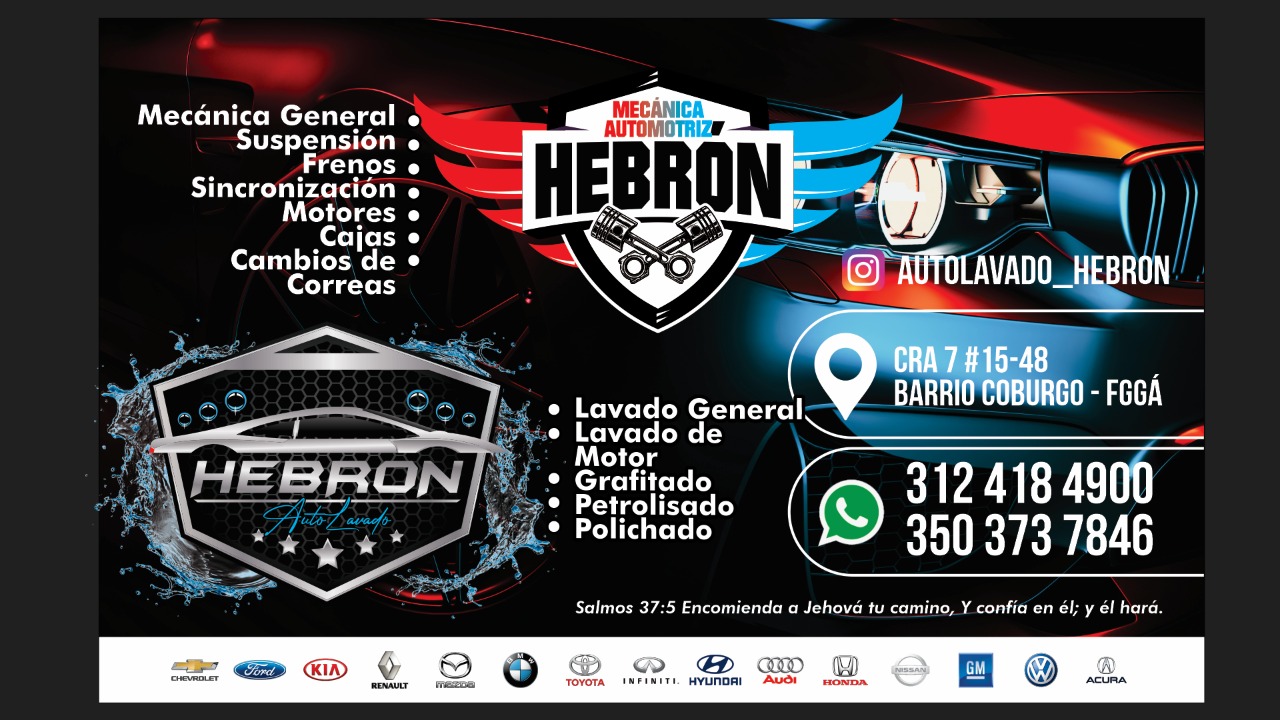 MECÁNICA
AUTOMOTRIZ
HEBRÓN
Mecánica General
Suspensión
Frenos
Sincronización
Motores
Cajas
Cambios de
Correas
AUTOLAVADO_HEBRON
CRA 7 #15-48
BARRIO COBURGO - FGGÁ
312 418 4900
350 373 7846
HEBRON
Auto Lavado
Lavado General
Lavado de
Motor
Grafitado
Petrolisado
Polichado
Salmos 37:5 Encomienda a Jehová tu camino, Y confía en él; y él hará.
CHEVROLET Ford KIA RENAULT mazda BMW TOYOTA INFINITI. HYUNDAI Audi HONDA NISSAN GM ACURA